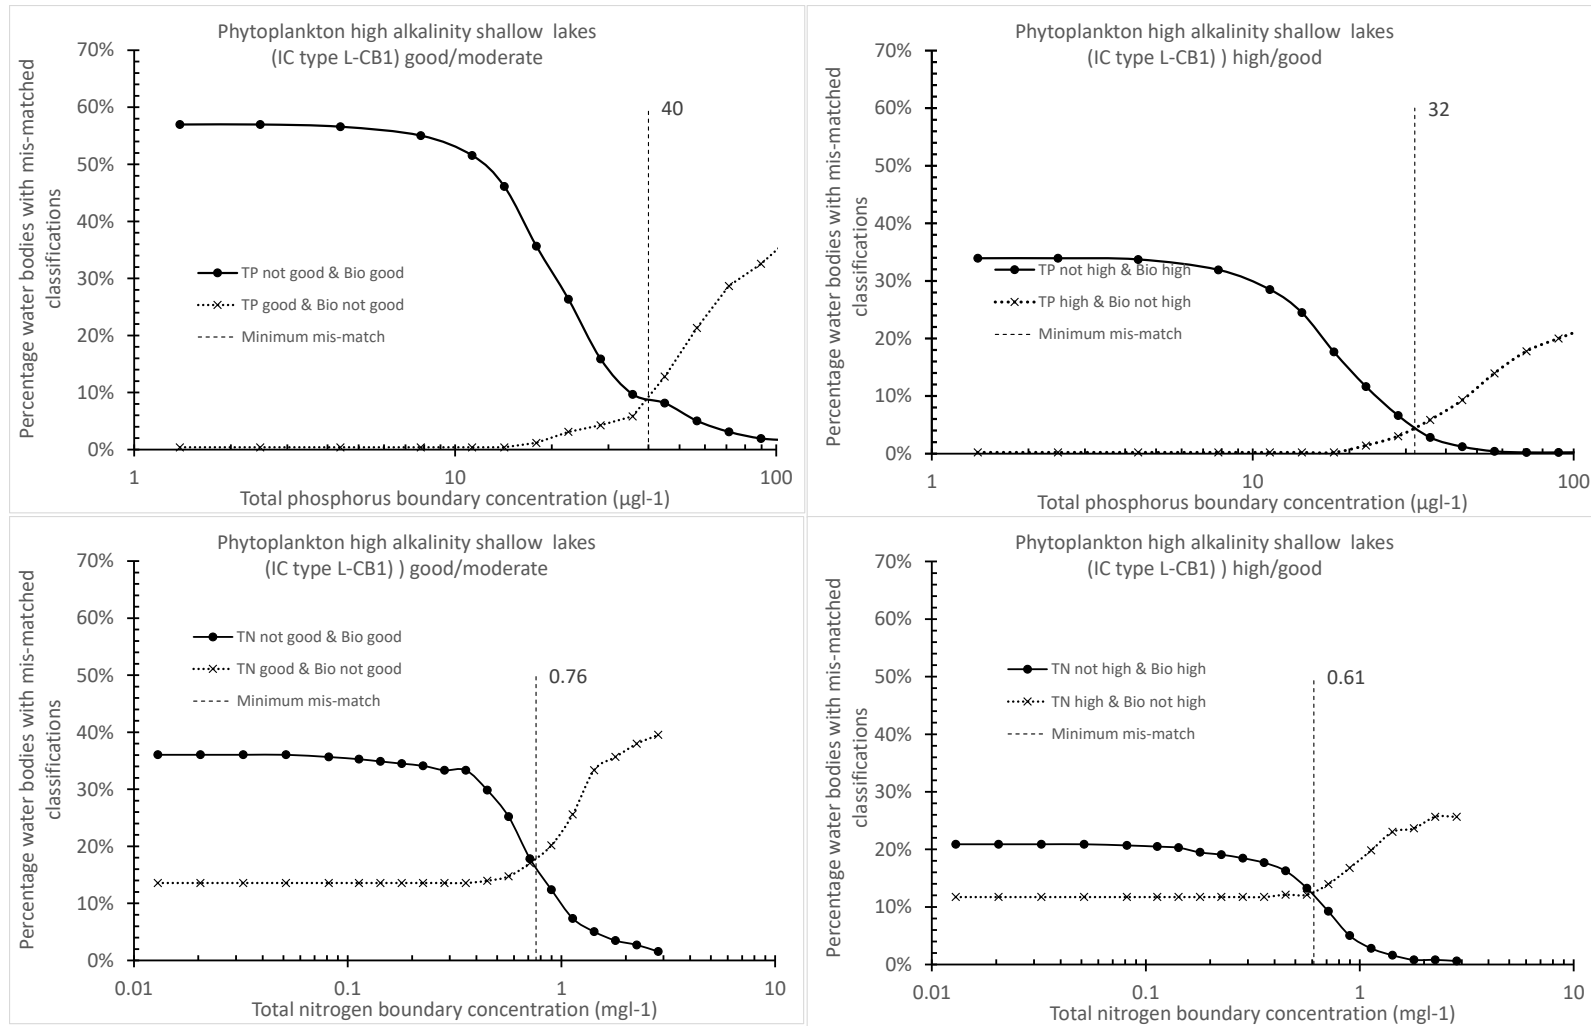 Phytoplankton high alkalinity shallow lakes
(IC type L-CB1) good/moderate
70%
60%
50%
40%
30%
20%
10%
0%
Percentage water bodies with mis-matched
classifications
40
TP not good & Bio good
TP good & Bio not good
Minimum mis-match
1
10
100
Total phosphorus boundary concentration (µgl-1)
Phytoplankton high alkalinity shallow lakes
(IC type L-CB1) ) high/good
70%
60%
50%
40%
30%
20%
10%
0%
Percentage water bodies with mis-matched
classifications
32
TP not high & Bio high
TP high & Bio not high
Minimum mis-match
1
10
100
Total phosphorus boundary concentration (µgl-1)
Phytoplankton high alkalinity shallow lakes
(IC type L-CB1) ) good/moderate
70%
60%
50%
40%
30%
20%
10%
0%
Percentage water bodies with mis-matched
classifications
0.76
TN not good & Bio good
TN good & Bio not good
Minimum mis-match
0.01
0.1
1
10
Total nitrogen boundary concentration (mgl-1)
Phytoplankton high alkalinity shallow lakes
(IC type L-CB1) ) high/good
70%
60%
50%
40%
30%
20%
10%
0%
Percentage water bodies with mis-matched
classifications
0.61
TN not high & Bio high
TN high & Bio not high
Minimum mis-match
0.01
0.1
1
10
Total nitrogen boundary concentration (mgl-1)